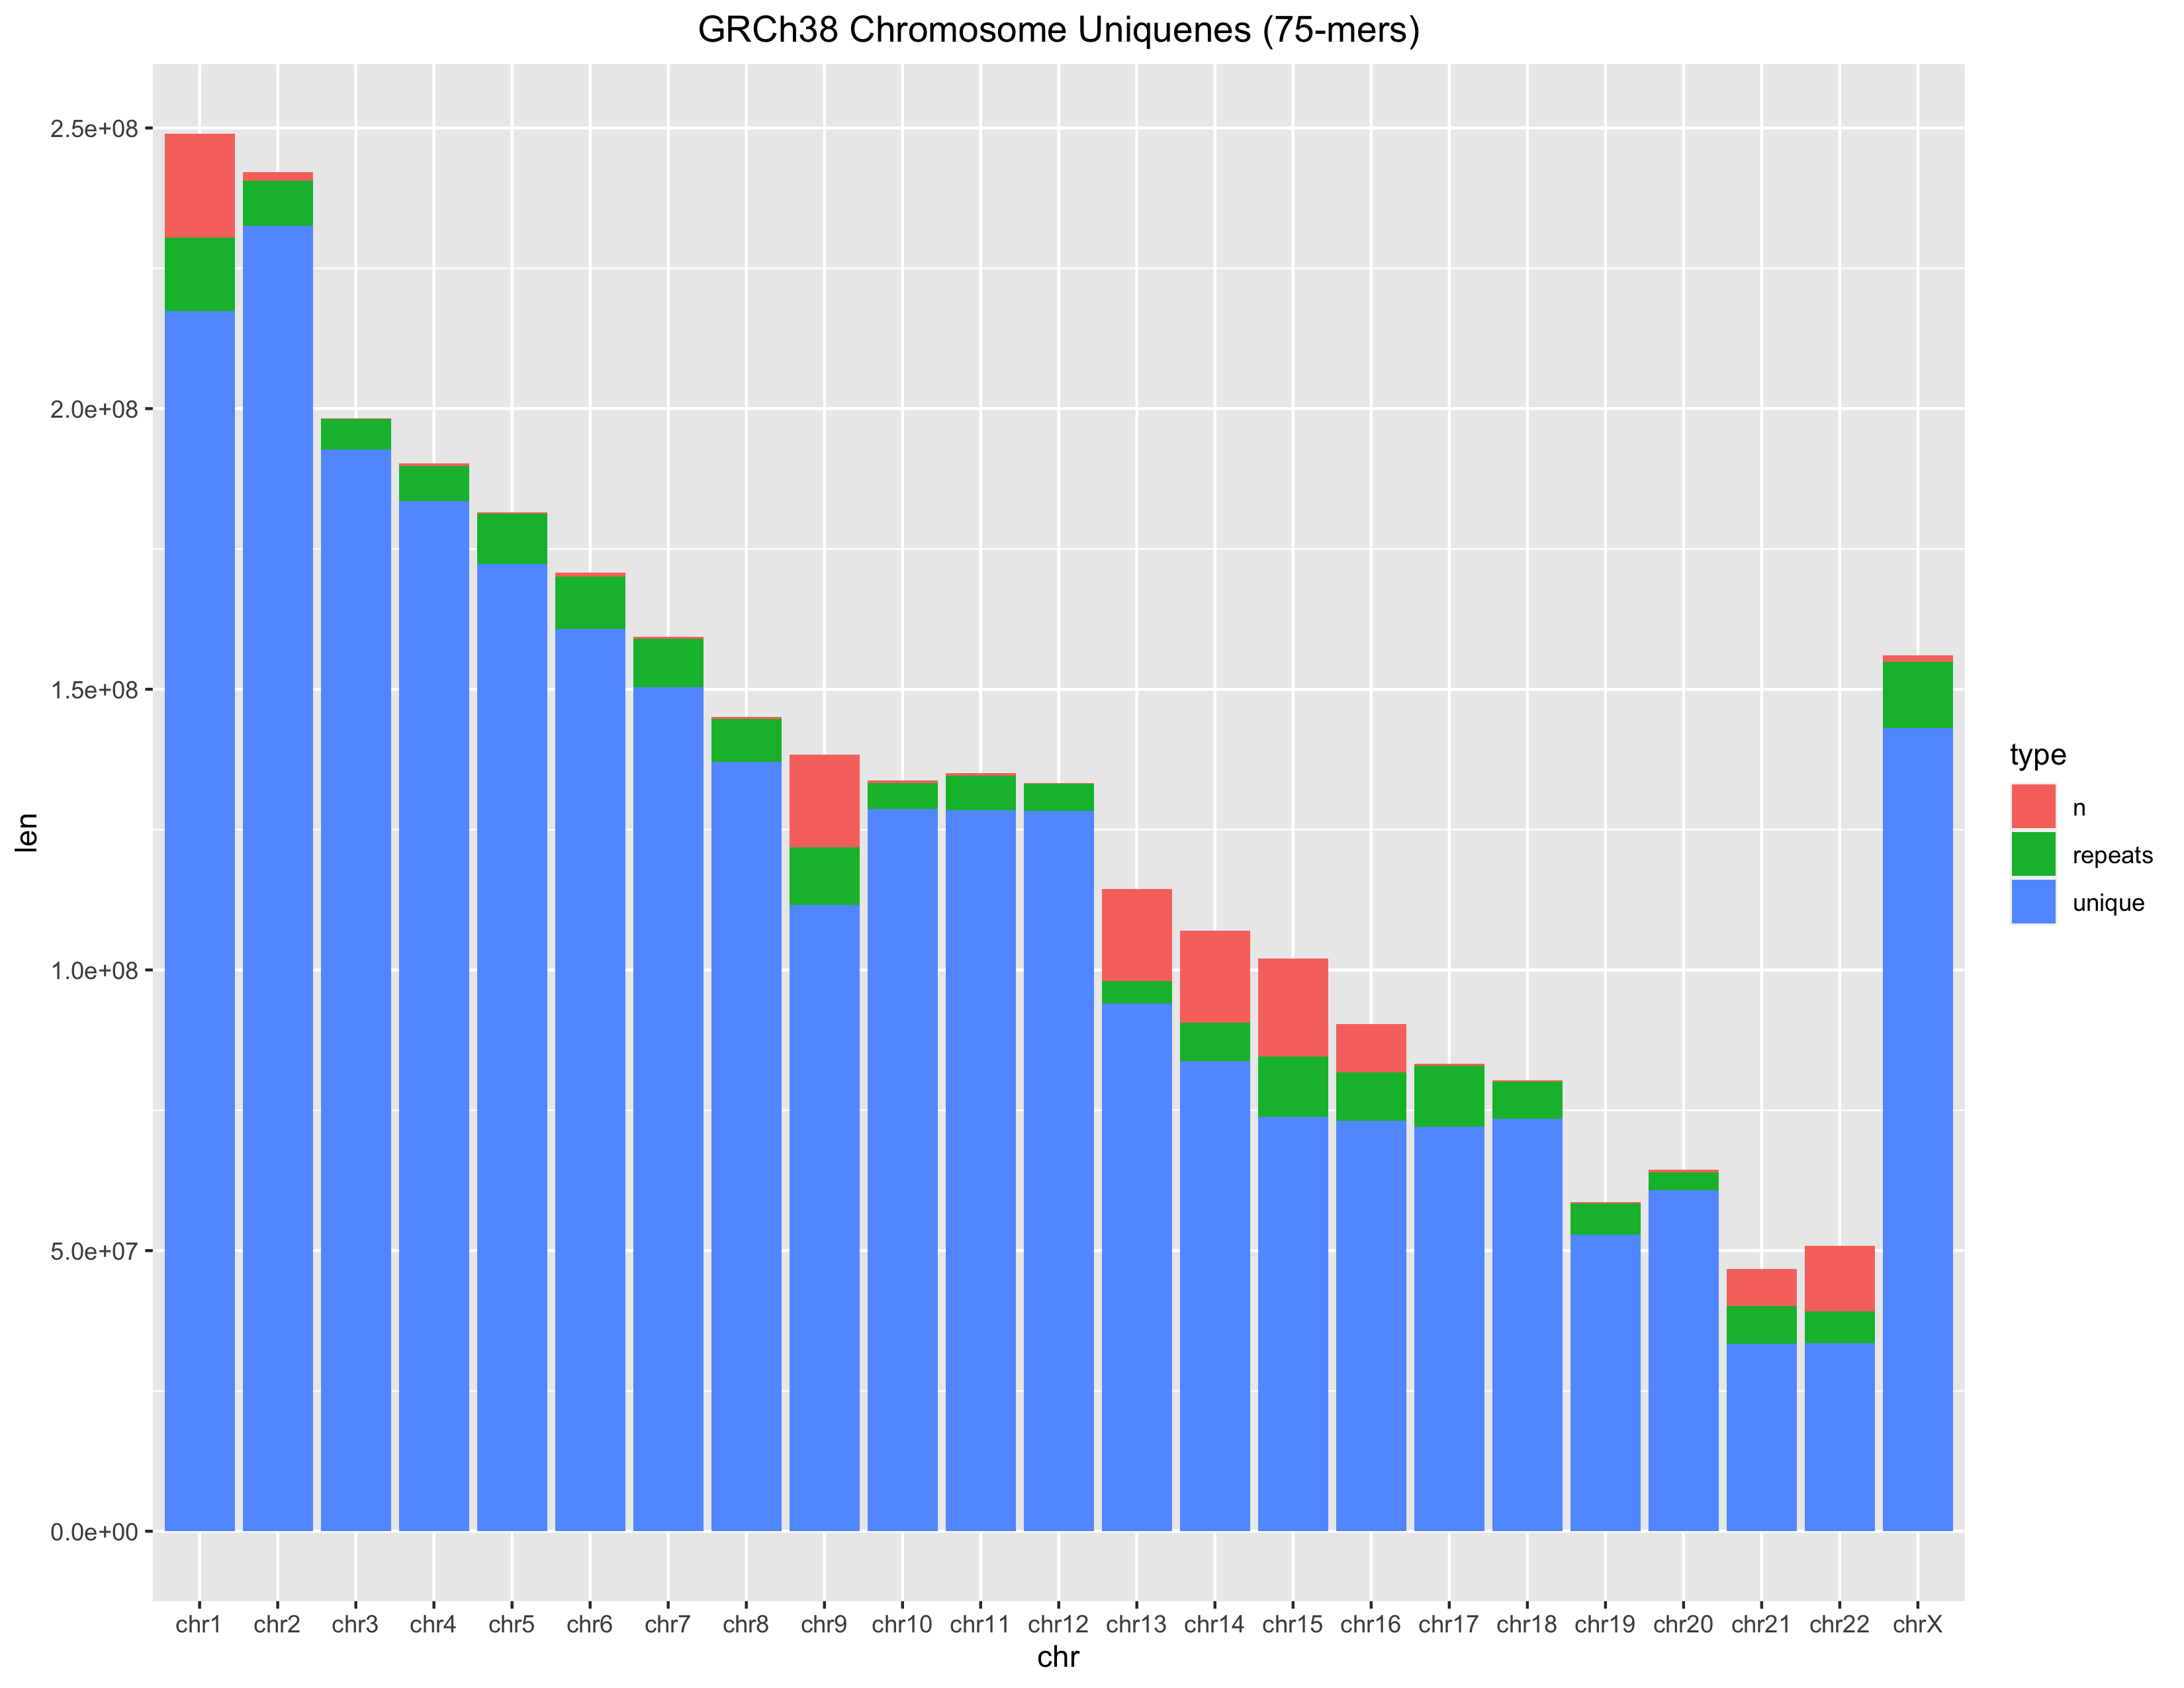 GRCh38 Chromosome Uniquenes (75-mers)
2.5e+08
2.0e+08
1.5e+08
1.0e+08
5.0e+07
0.0e+00
len
chr1 chr2 chr3 chr4 chr5 chr6 chr7 chr8 chr9 chr10 chr11 chr12 chr13 chr14 chr15 chr16 chr17 chr18 chr19 chr20 chr21 chr22 chrX
chr
type
n
repeats
unique